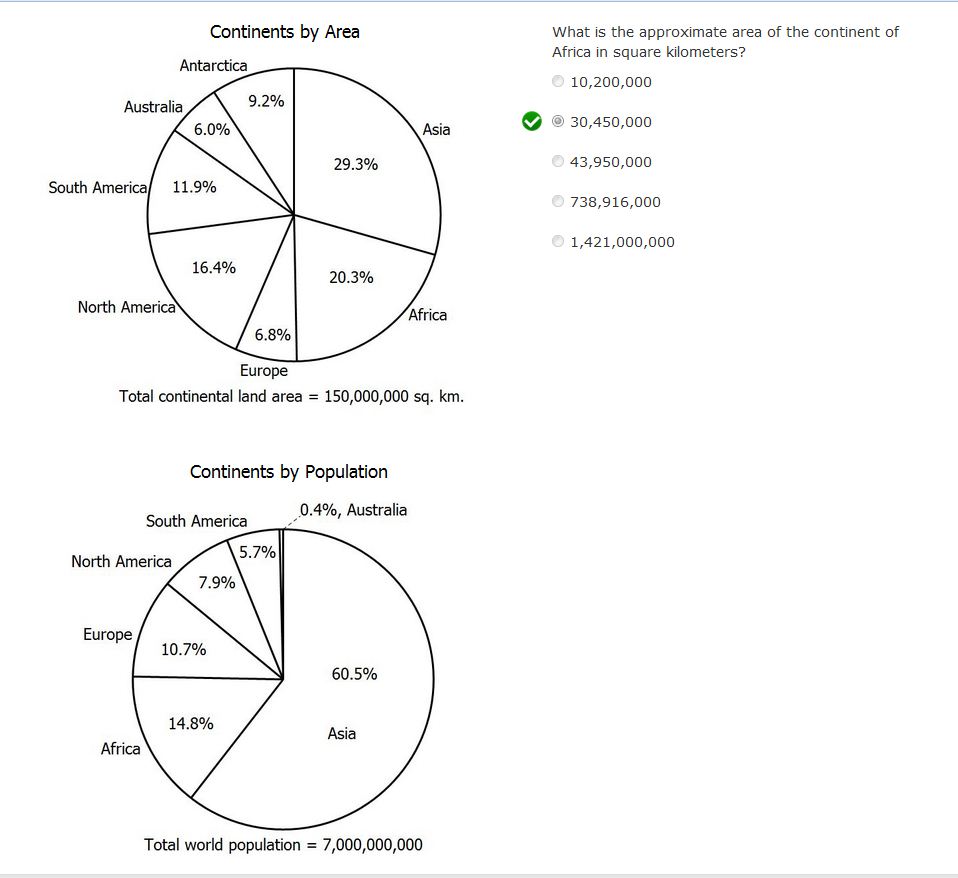 Continents by Area
Antarctica
9.2%
Australia
6.0%
Asia
29.3%
South America
11.9%
16.4%
20.3%
North America
Africa
6.8%
Europe
Total continental land area = 150,000,000 sq. km.
What is the approximate area of the continent of
Africa in square kilometers?
10,200,000
30,450,000
43,950,000
738,916,000
1,421,000,000
Continents by Population
0.4%, Australia
South America
5.7%
North America
7.9%
Europe
10.7%
60.5%
14.8%
Asia
Africa
Total world population = 7,000,000,000